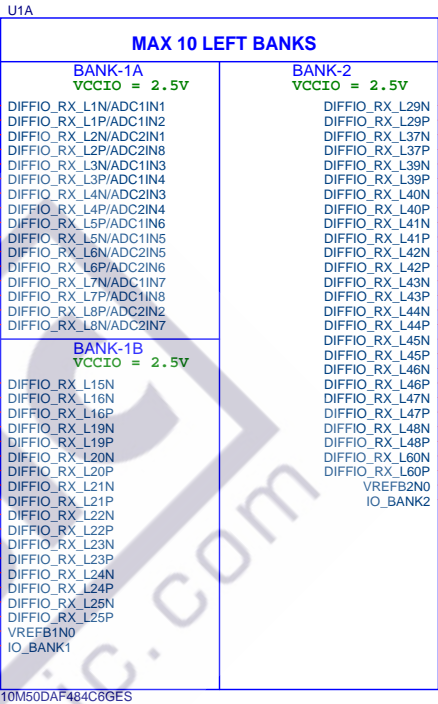 U1A
MAX 10 LEFT BANKS
BANK-1A
VCCIO = 2.5V
DIFFIO_RX_L1N/ADC1IN1
DIFFIO_RX_L1P/ADC1IN2
DIFFIO_RX_L2N/ADC2IN1
DIFFIO_RX_L2P/ADC2IN8
DIFFIO_RX_L3N/ADC1IN3
DIFFIO_RX_L3P/ADC1IN4
DIFFIO_RX_L4N/ADC2IN3
DIFFIO_RX_L4P/ADC2IN4
DIFFIO_RX_L5P/ADC1IN6
DIFFIO_RX_L5N/ADC1IN5
DIFFIO_RX_L6N/ADC2IN5
DIFFIO_RX_L6P/ADC2IN6
DIFFIO_RX_L7N/ADC1IN7
DIFFIO_RX_L7P/ADC1IN8
DIFFIO_RX_L8P/ADC2IN2
DIFFIO_RX_L8N/ADC2IN7
BANK-1B
VCCIO = 2.5V
DIFFIO_RX_L15N
DIFFIO_RX_L16N
DIFFIO_RX_L16P
DIFFIO_RX_L19N
DIFFIO_RX_L19P
DIFFIO_RX_L20N
DIFFIO_RX_L20P
DIFFIO_RX_L21N
DIFFIO_RX_L21P
DIFFIO_RX_L22N
DIFFIO_RX_L22P
DIFFIO_RX_L23N
DIFFIO_RX_L23P
DIFFIO_RX_L24N
DIFFIO_RX_L24P
DIFFIO_RX_L25N
DIFFIO_RX_L25P
VREFB1N0
IO_BANK1
BANK-2
VCCIO = 2.5V
DIFFIO_RX_L29N
DIFFIO_RX_L29P
DIFFIO_RX_L37N
DIFFIO_RX_L37P
DIFFIO_RX_L39N
DIFFIO_RX_L39P
DIFFIO_RX_L40N
DIFFIO_RX_L40P
DIFFIO_RX_L41N
DIFFIO_RX_L41P
DIFFIO_RX_L42N
DIFFIO_RX_L42P
DIFFIO_RX_L43N
DIFFIO_RX_L43P
DIFFIO_RX_L44N
DIFFIO_RX_L44P
DIFFIO_RX_L45N
DIFFIO_RX_L45P
DIFFIO_RX_L46N
DIFFIO_RX_L46P
DIFFIO_RX_L47N
DIFFIO_RX_L47P
DIFFIO_RX_L48N
DIFFIO_RX_L48P
DIFFIO_RX_L60N
DIFFIO_RX_L60P
VREFB2N0
IO_BANK2
10M50DAF484C6GES
ic.com